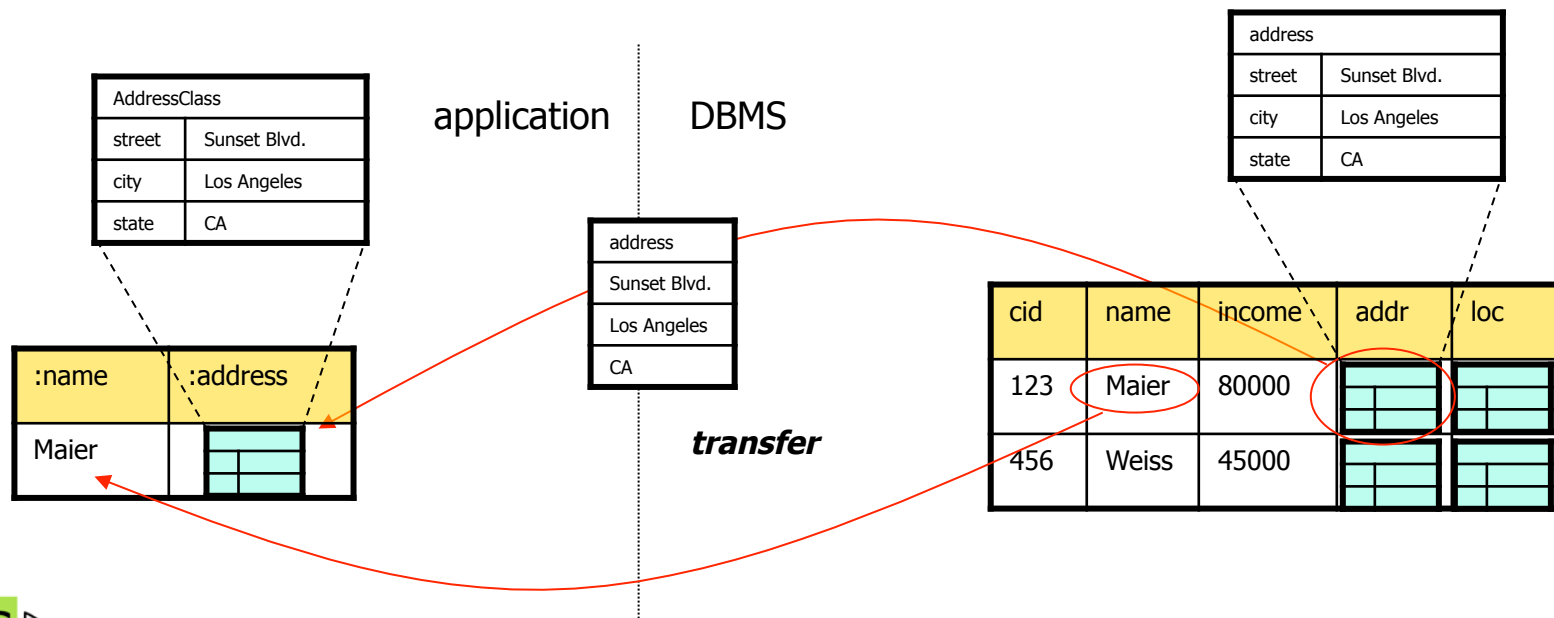 AddressClass
street Sunset Blvd.
city Los Angeles
state CA
application DBMS
address
street Sunset Blvd.
city Los Angeles
state CA
address
Sunset Blvd.
Los Angeles
CA
:name :address
Maier
transfer
cid name income addr loc
123 Maier 80000
456 Weiss 45000